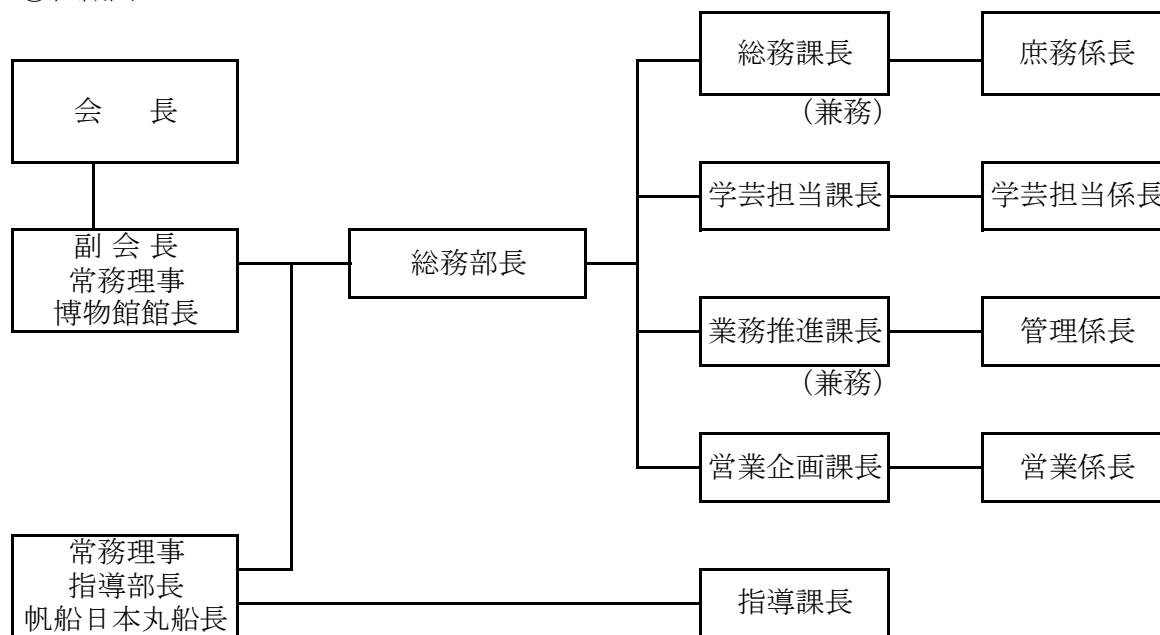 会　長
副 会 長
常務理事
博物館館長
常務理事
指導部長
帆船日本丸船長
総務部長
総務課長
（兼務）
庶務係長
学芸担当課長
学芸担当係長
業務推進課長
（兼務）
管理係長
営業企画課長
営業係長
指導課長